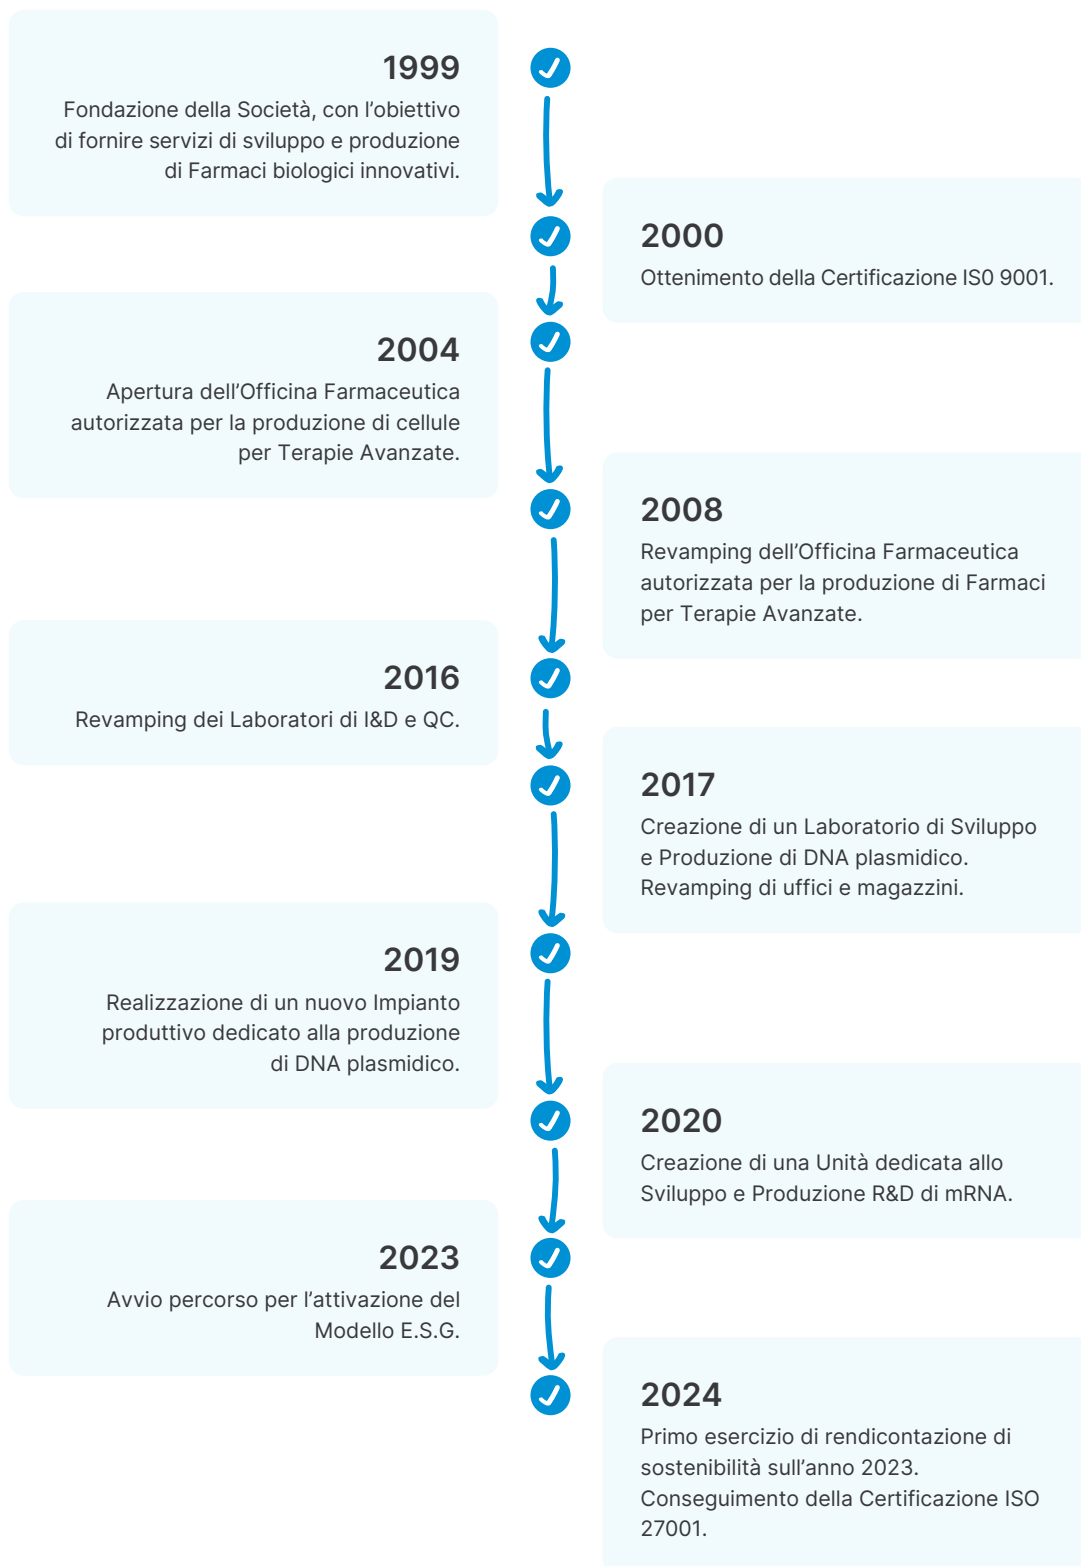 1999
Fondazione della Società, con l’obiettivo
di fornire servizi di sviluppo e produzione
di Farmaci biologici innovativi.
2000
Ottenimento della Certificazione IS0 9001.
2004
Apertura dell’Officina Farmaceutica
autorizzata per la produzione di cellule
per Terapie Avanzate.
2008
Revamping dell’Officina Farmaceutica
autorizzata per la produzione di Farmaci
per Terapie Avanzate.
2016
Revamping dei Laboratori di I&D e QC.
2017
Creazione di un Laboratorio di Sviluppo
e Produzione di DNA plasmidico.
Revamping di uffici e magazzini.
2019
Realizzazione di un nuovo Impianto
produttivo dedicato alla produzione
di DNA plasmidico.
2020
Creazione di una Unità dedicata allo
Sviluppo e Produzione R&D di mRNA.
2023
Avvio percorso per l’attivazione del
Modello E.S.G.
2024
Primo esercizio di rendicontazione di
sostenibilità sull’anno 2023.
Conseguimento della Certificazione ISO
27001.